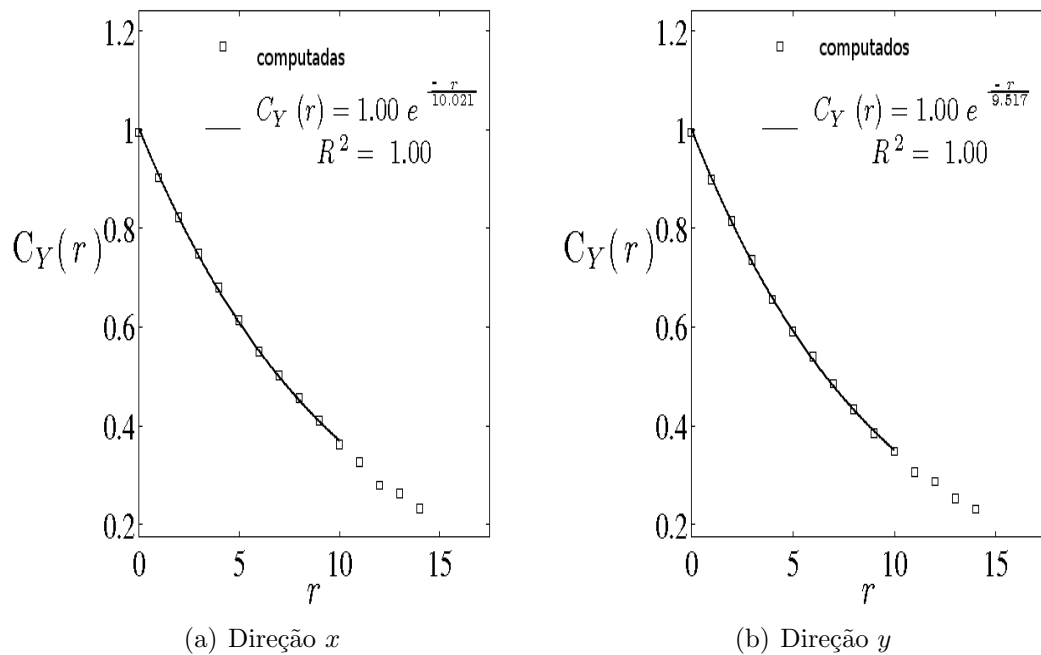 1.2
computadas
C_Y (r) = 1.00 e^{- r / 10.021}
R² = 1.00
1
0.8
C_Y(r)
0.6
0.4
0.2
0 5 10 15
r
(a) Direção x
1.2
computados
C_Y (r) = 1.00 e^{- r / 9.517}
R² = 1.00
1
0.8
C_Y(r)
0.6
0.4
0.2
0 5 10 15
r
(b) Direção y